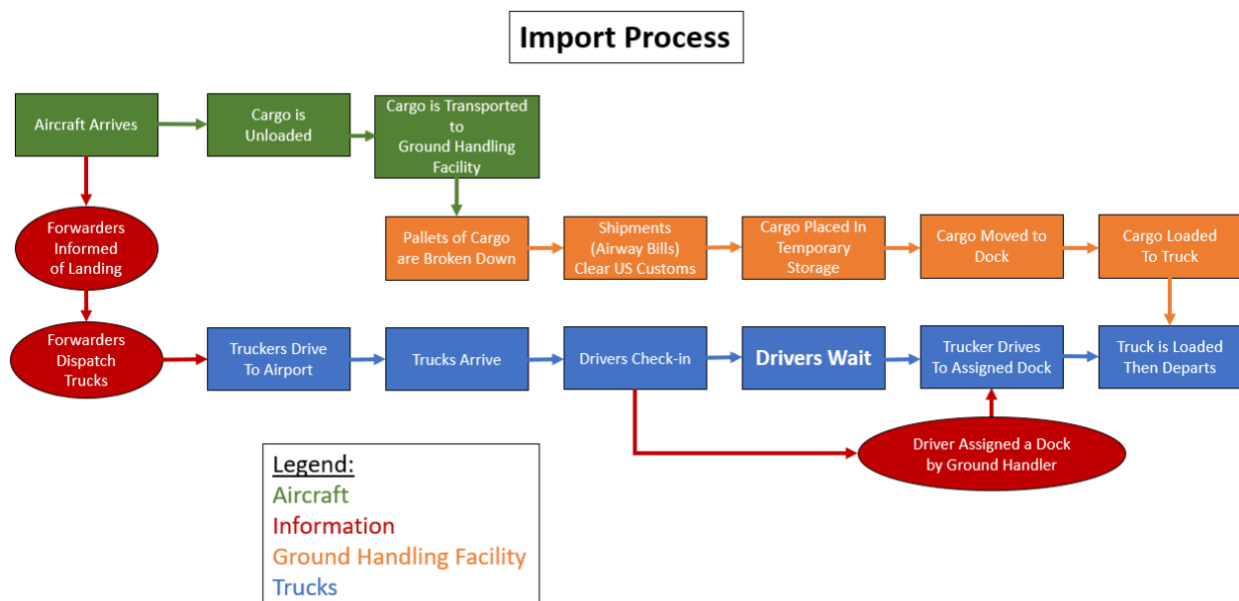 Import Process
Aircraft Arrives
Cargo is
Unloaded
Cargo is Transported
to
Ground Handling
Facility
Forwarders
Informed
of Landing
Pallets of Cargo
are Broken Down
Shipments
(Airway Bills)
Clear US Customs
Cargo Placed In
Temporary
Storage
Cargo Moved to
Dock
Cargo Loaded
To Truck
Forwarders
Dispatch
Trucks
Truckers Drive
To Airport
Trucks Arrive
Drivers Check-in
Drivers Wait
Trucker Drives
To Assigned Dock
Truck is Loaded
Then Departs
Driver Assigned a Dock
by Ground Handler
Legend:
Aircraft
Information
Ground Handling Facility
Trucks